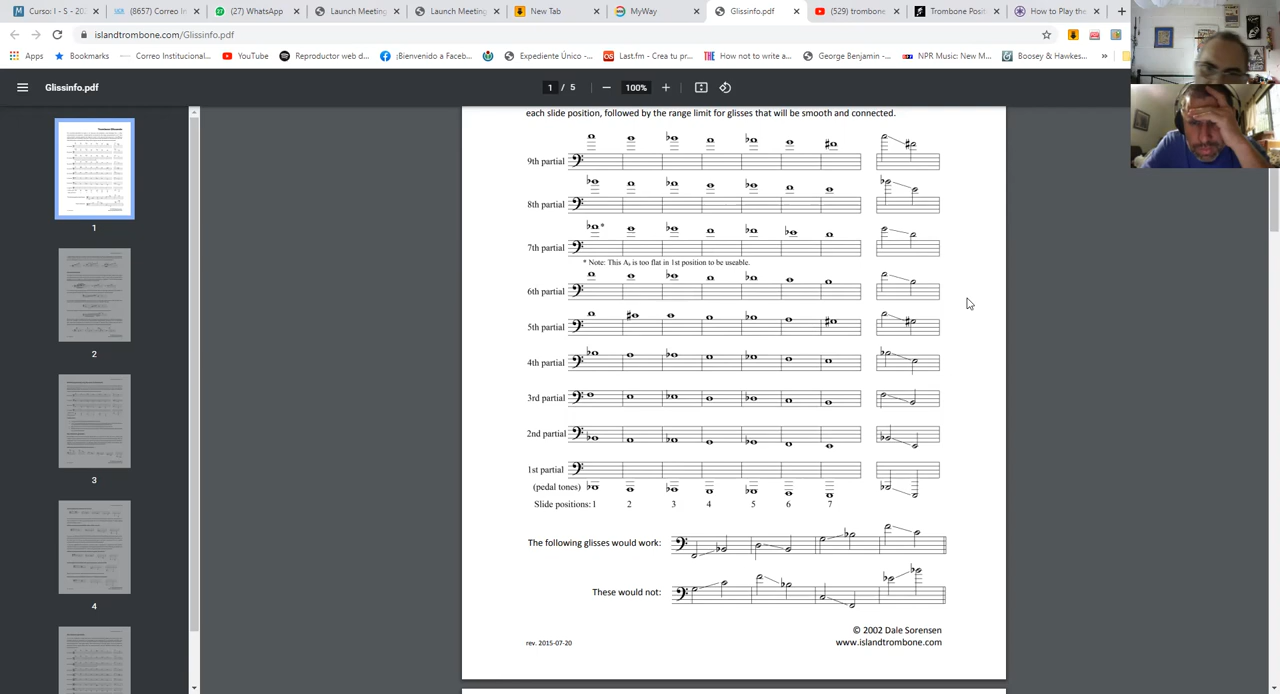 Curso: I - S - 20
(8657) Correo In
(27) WhatsApp
Launch Meeting
Launch Meeting
New Tab
MyWay
Glissinfo.pdf
(529) trombone
Trombone Posit
How to Play the
islandtrombone.com/Glissinfo.pdf
Apps
Bookmarks
Correo Institucional...
YouTube
Reproductor web d...
¡Bienvenido a Faceb...
Expediente Único -...
Last.fm - Crea tu pr...
How not to write a...
George Benjamin -...
NPR Music: New M...
Boosey & Hawkes...
Glissinfo.pdf
1 / 5
100%
each slide position, followed by the range limit for glisses that will be smooth and connected.
9th partial
8th partial
7th partial
* Note: This A♭ is too flat in 1st position to be useable.
6th partial
5th partial
4th partial
3rd partial
2nd partial
1st partial
(pedal tones)
Slide positions: 1 2 3 4 5 6 7
The following glisses would work:
These would not:
© 2002 Dale Sorensen
rev. 2015-07-20
www.islandtrombone.com
1
2
3
4